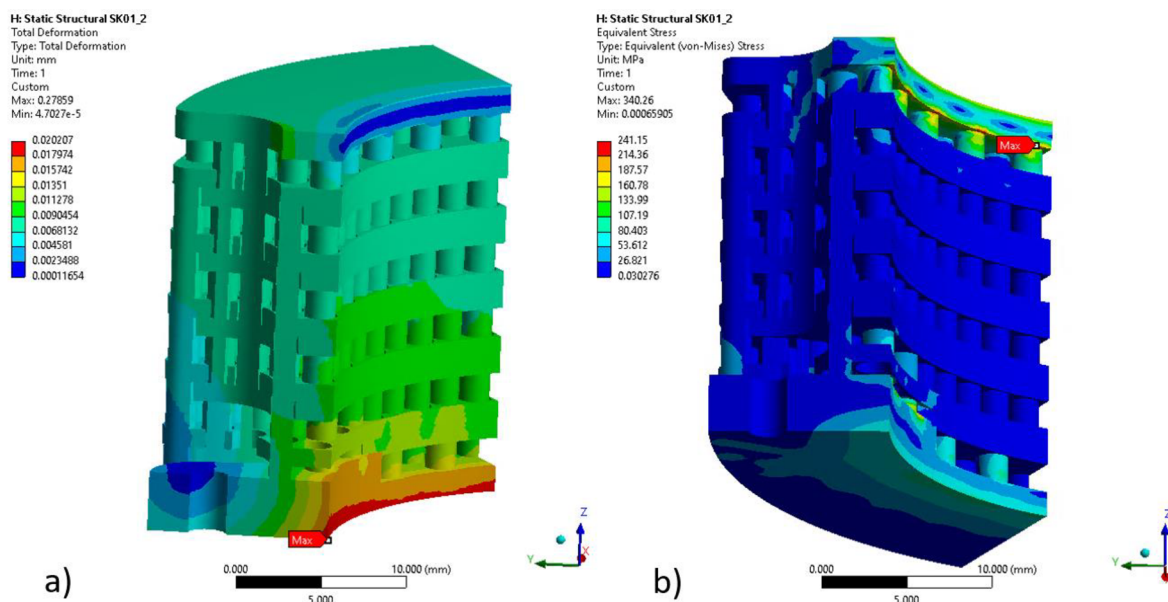 H: Static Structural SK01_2
Total Deformation
Type: Total Deformation
Unit: mm
Time: 1
Custom
Max: 0.27859
Min: 4.7027e-5
0.020207
0.017974
0.015742
0.01351
0.011278
0.0090454
0.0068132
0.004581
0.0023488
0.00011654
Max
Z
Y
X
0.000
10.000 (mm)
5.000
a)
H: Static Structural SK01_2
Equivalent Stress
Type: Equivalent (von-Mises) Stress
Unit: MPa
Time: 1
Custom
Max: 340.26
Min: 0.00065905
241.15
214.36
187.57
160.78
133.99
107.19
80.403
53.612
26.821
0.030276
Max
Z
Y
0.000
10.000 (mm)
5.000
b)